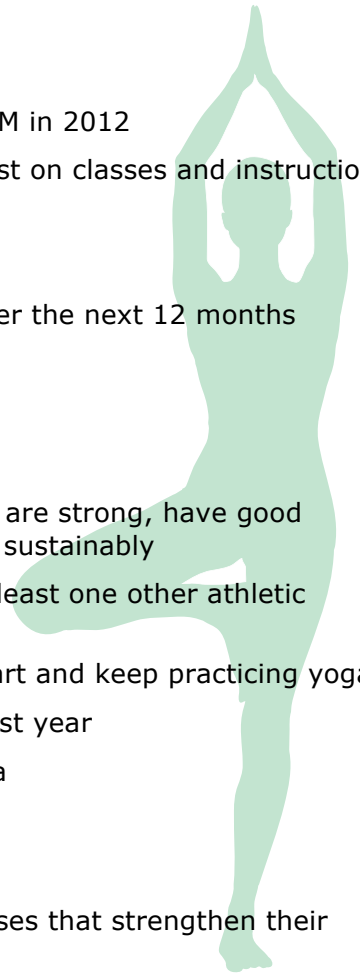 M in 2012
st on classes and instructio
er the next 12 months
are strong, have good
sustainably
least one other athletic
art and keep practicing yoga
st year
a
ses that strengthen their